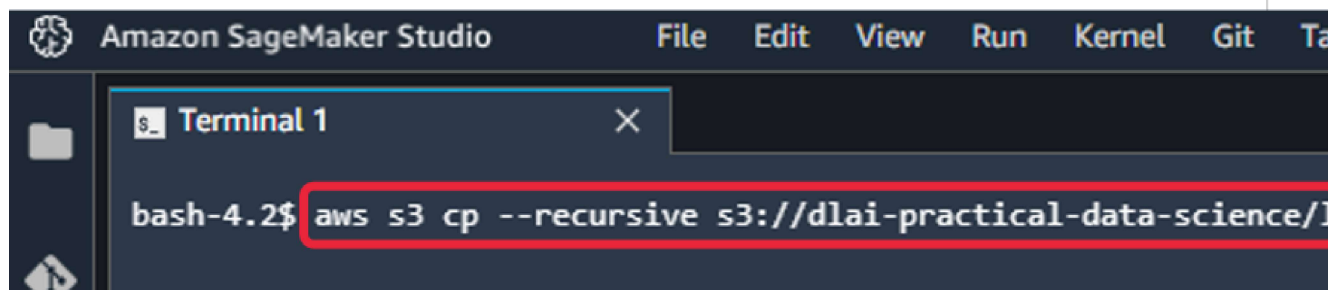 Amazon SageMaker Studio File Edit View Run Kernel Git
$_ Terminal 1
bash-4.2$ aws s3 cp --recursive s3://dlai-practical-data-science/